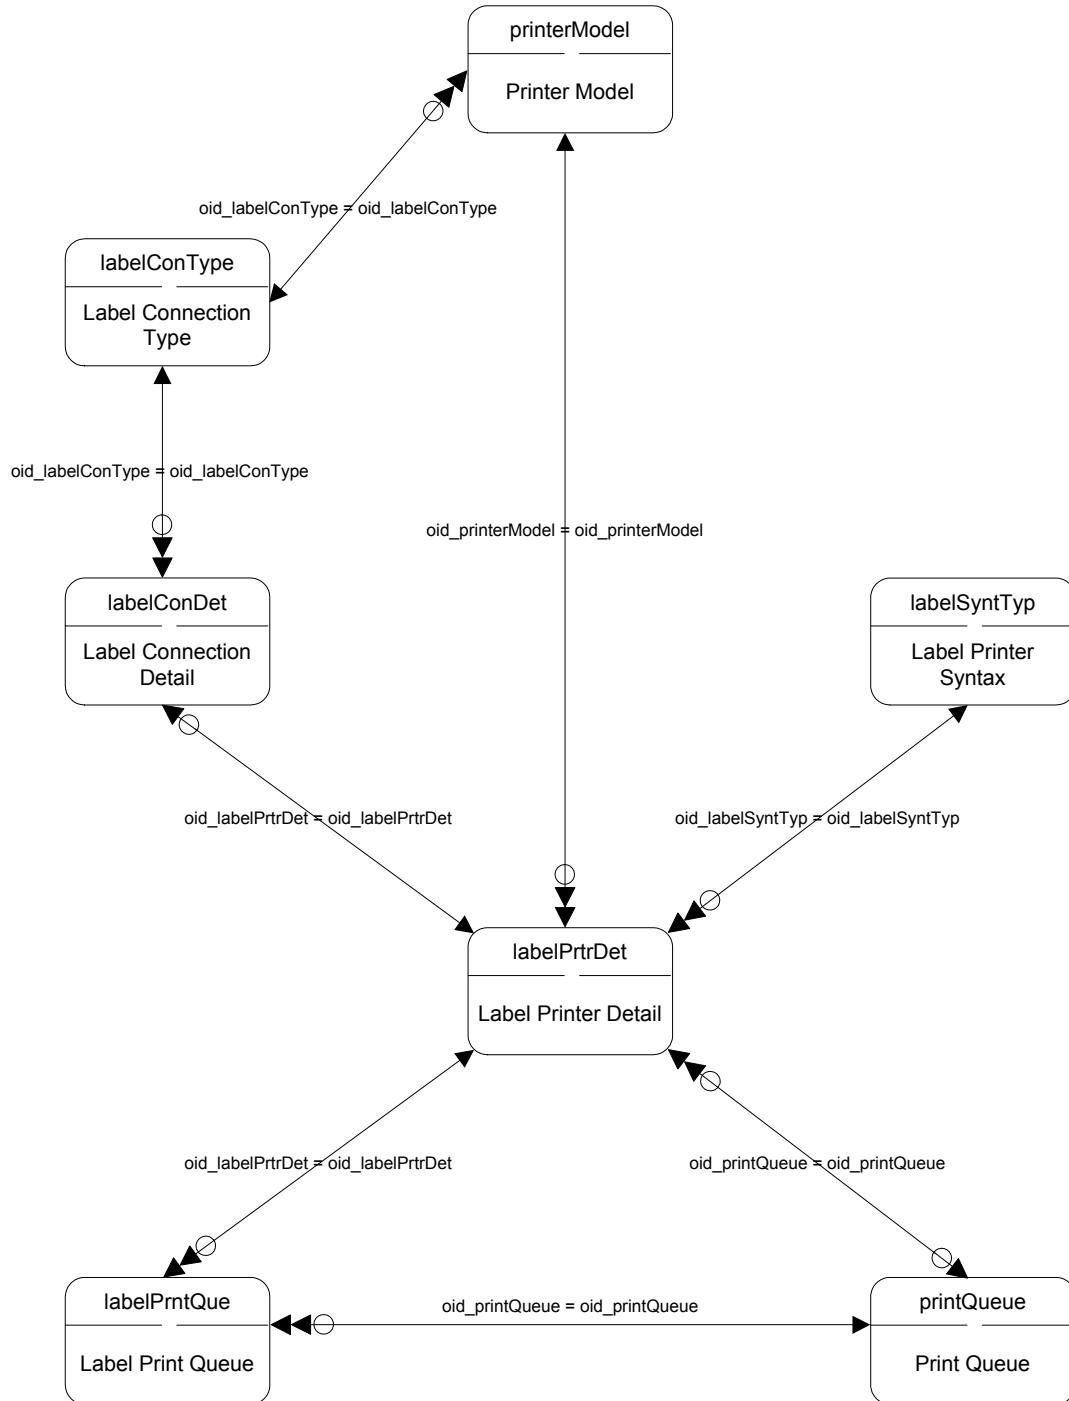 printerModel
Printer Model
oid_labelConType = oid_labelConType
labelConType
Label Connection
Type
oid_labelConType = oid_labelConType
oid_printerModel = oid_printerModel
labelConDet
Label Connection
Detail
labelSyntTyp
Label Printer
Syntax
oid_labelPrtrDet = oid_labelPrtrDet
oid_labelSyntTyp = oid_labelSyntTyp
labelPrtrDet
Label Printer Detail
oid_labelPrtrDet = oid_labelPrtrDet
oid_printQueue = oid_printQueue
labelPrntQue
Label Print Queue
oid_printQueue = oid_printQueue
printQueue
Print Queue